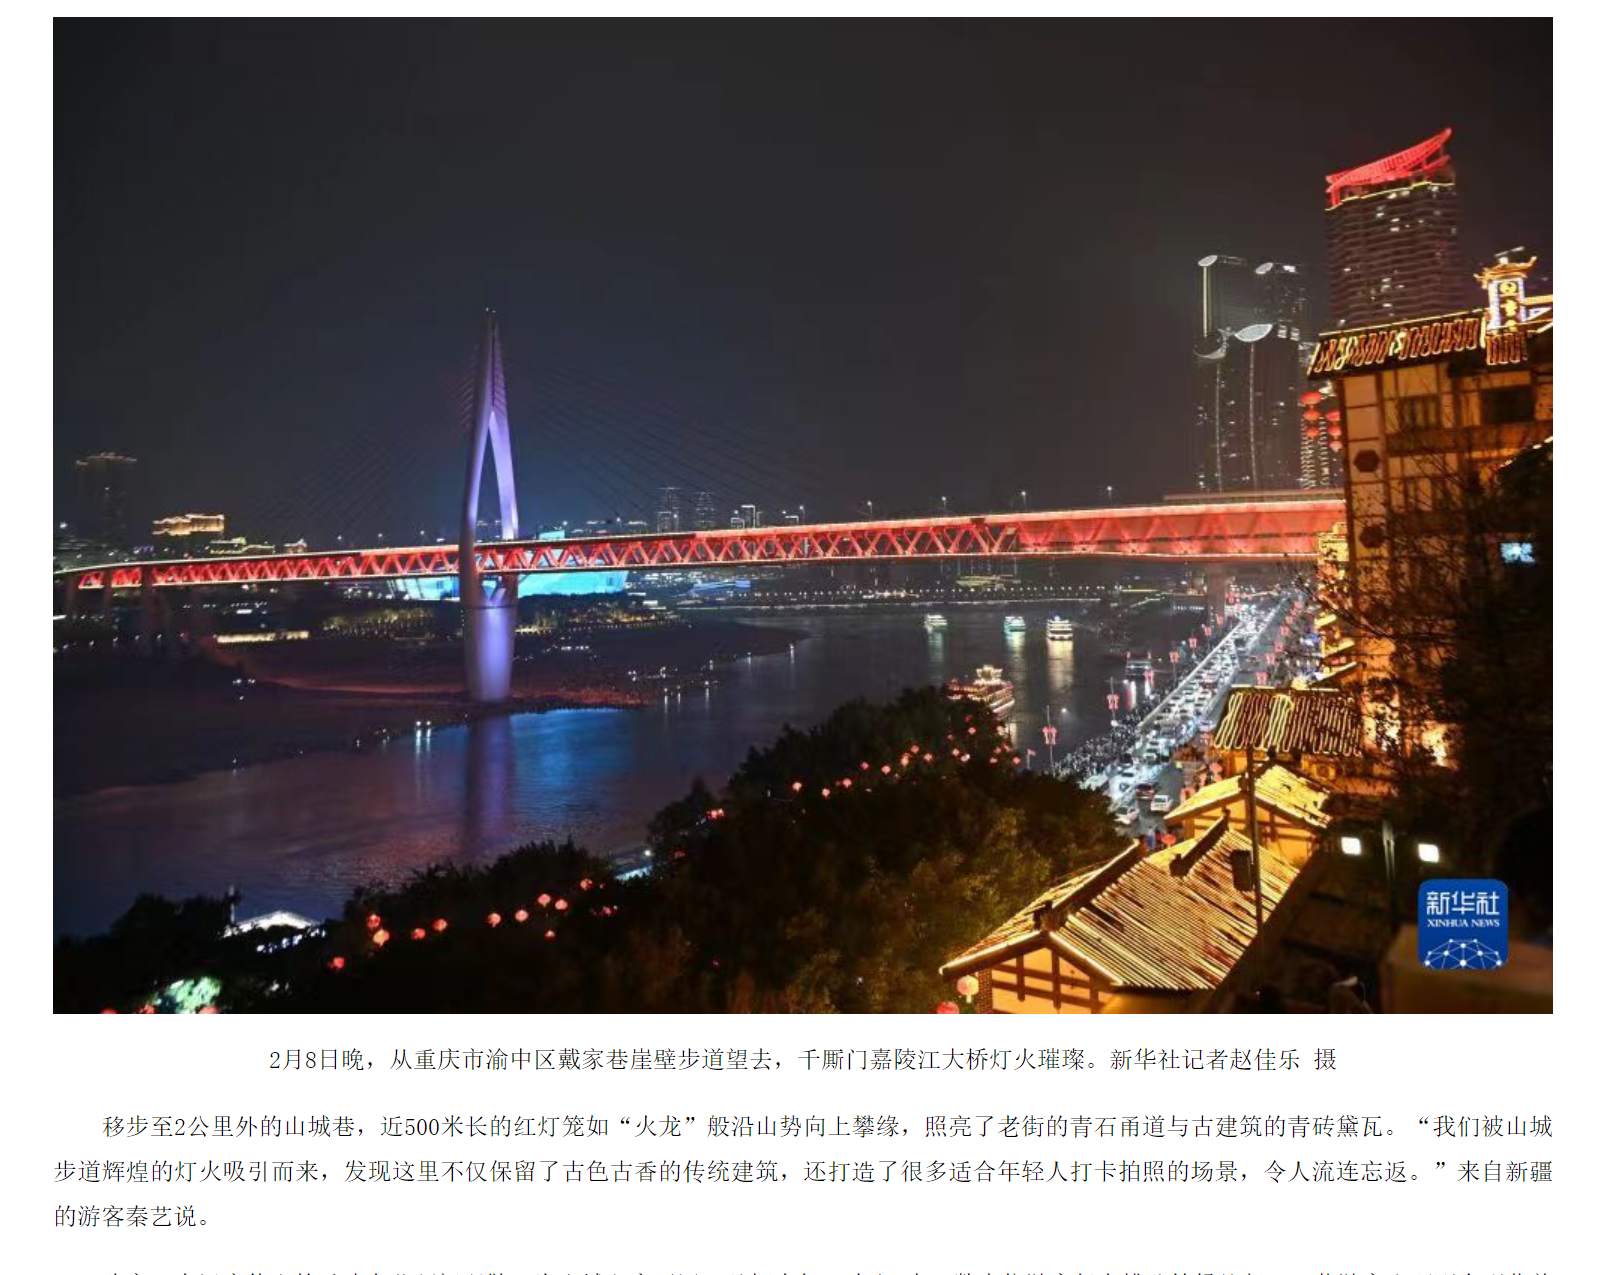 新华社
XINHUA NEWS
2月8日晚，从重庆市渝中区戴家巷崖壁步道望去，千厮门嘉陵江大桥灯火璀璨。新华社记者赵佳乐 摄
移步至2公里外的山城巷，近500米长的红灯笼如“火龙”般沿山势向上攀缘，照亮了老街的青石甬道与古建筑的青砖黛瓦。“我们被山城
步道辉煌的灯火吸引而来，发现这里不仅保留了古色古香的传统建筑，还打造了很多适合年轻人打卡拍照的场景，令人流连忘返。”来自新疆
的游客秦艺说。